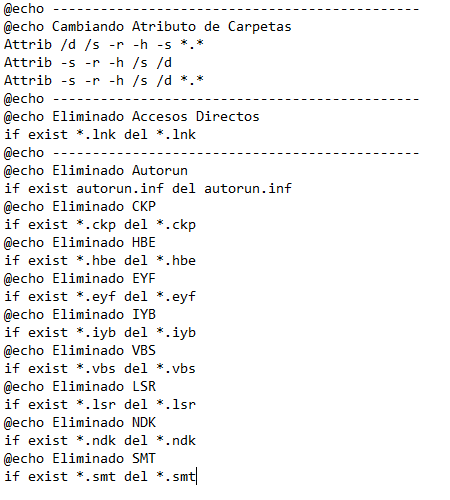 @echo ----------------------------------------------
@echo Cambiando Atributo de Carpetas
Attrib /d /s -r -h -s *.*
Attrib -s -r -h /s /d
Attrib -s -r -h /s /d *.*
@echo ----------------------------------------------
@echo Eliminado Accesos Directos
if exist *.lnk del *.lnk
@echo ----------------------------------------------
@echo Eliminado Autorun
if exist autorun.inf del autorun.inf
@echo Eliminado CKP
if exist *.ckp del *.ckp
@echo Eliminado HBE
if exist *.hbe del *.hbe
@echo Eliminado EYF
if exist *.eyf del *.eyf
@echo Eliminado IYB
if exist *.iyb del *.iyb
@echo Eliminado VBS
if exist *.vbs del *.vbs
@echo Eliminado LSR
if exist *.lsr del *.lsr
@echo Eliminado NDK
if exist *.ndk del *.ndk
@echo Eliminado SMT
if exist *.smt del *.smt